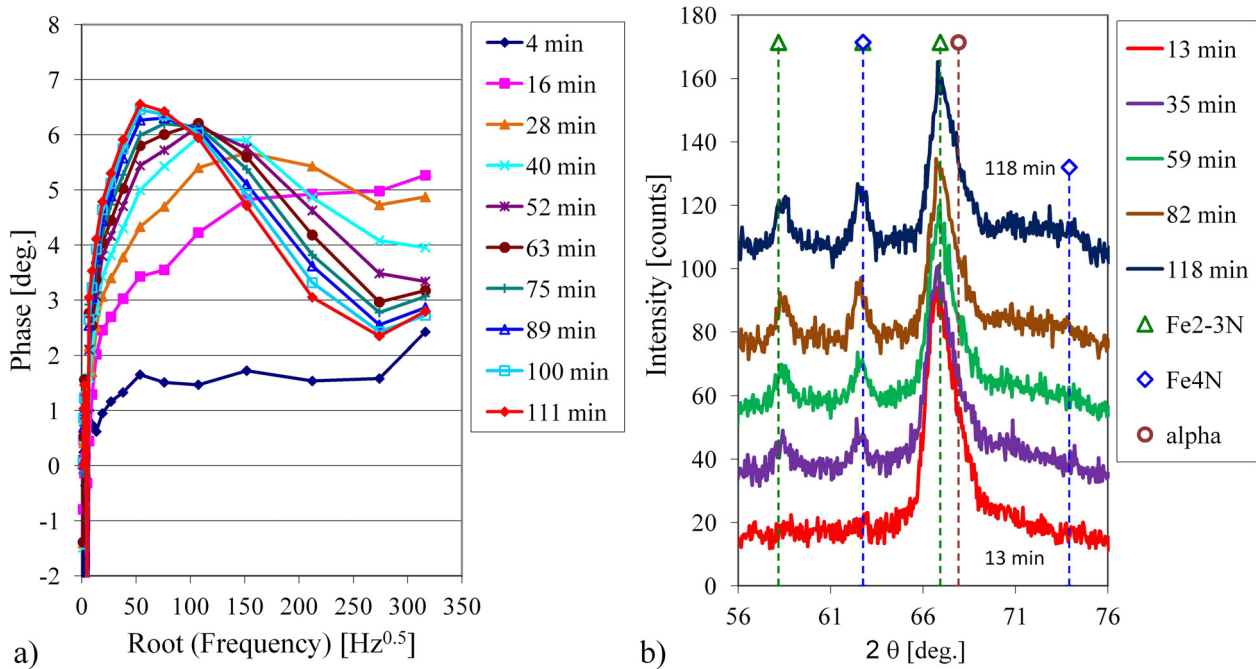 a)
Phase [deg.]
8
7
6
5
4
3
2
1
0
-1
-2
0 50 100 150 200 250 300 350
Root (Frequency) [Hz0.5]
4 min
16 min
28 min
40 min
52 min
63 min
75 min
89 min
100 min
111 min
b)
Intensity [counts]
180
160
140
120
100
80
60
40
20
0
118 min
13 min
56 61 66 71 76
2 θ [deg.]
13 min
35 min
59 min
82 min
118 min
Fe2-3N
Fe4N
alpha